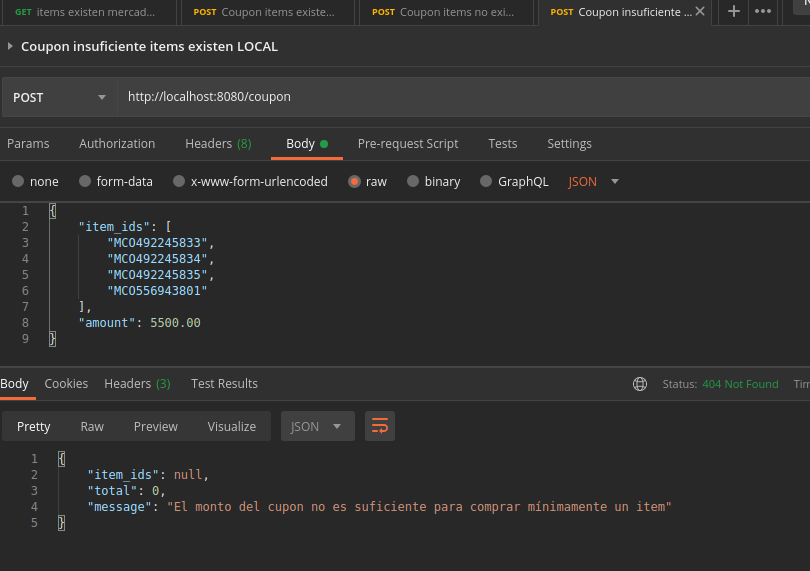 GET items existen mercad... POST Coupon items existe... POST Coupon items no exi... POST Coupon insuficiente ...
Coupon insuficiente items existen LOCAL
POST http://localhost:8080/coupon
Params Authorization Headers (8) Body Pre-request Script Tests Settings
none form-data x-www-form-urlencoded raw binary GraphQL JSON
1 {
2 "item_ids": [
3 "MCO492245833",
4 "MCO492245834",
5 "MCO492245835",
6 "MCO556943801"
7 ],
8 "amount": 5500.00
9 }
Body Cookies Headers (3) Test Results Status: 404 Not Found Tim
Pretty Raw Preview Visualize JSON
1 {
2 "item_ids": null,
3 "total": 0,
4 "message": "El monto del cupon no es suficiente para comprar mínimamente un item"
5 }